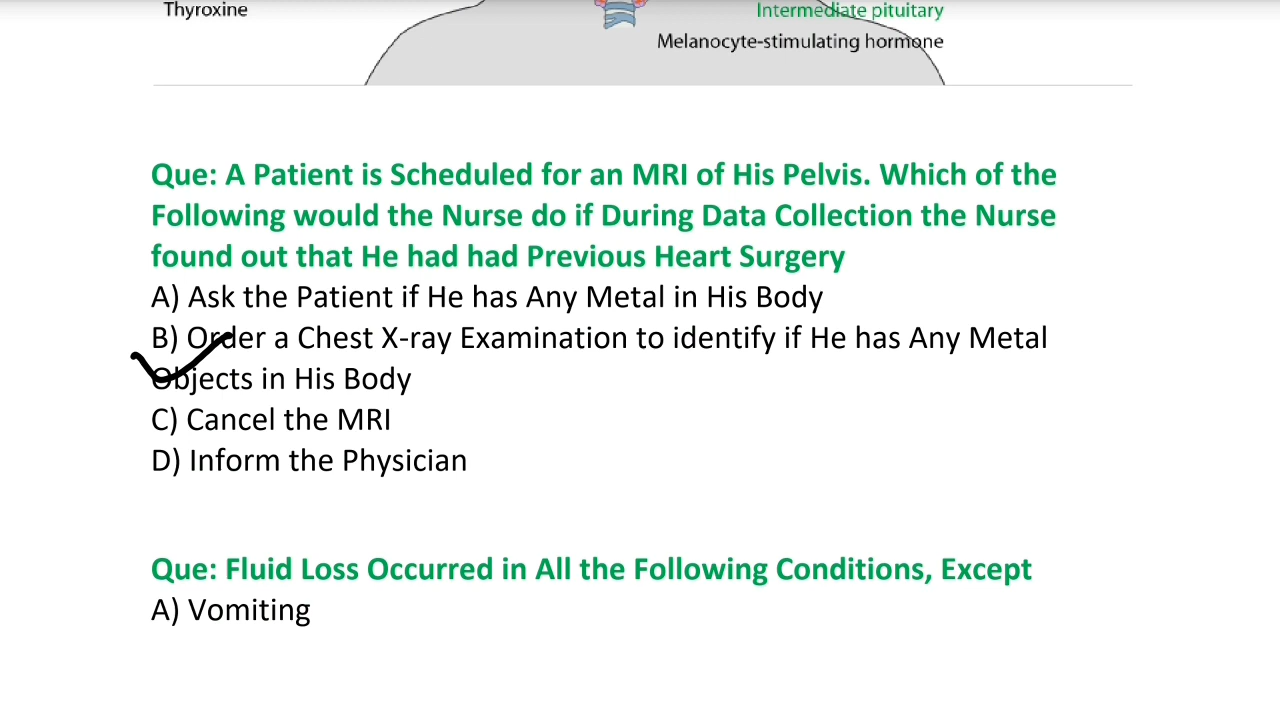 Thyroxine
Intermediate pituitary
Melanocyte-stimulating hormone
Que: A Patient is Scheduled for an MRI of His Pelvis. Which of the
Following would the Nurse do if During Data Collection the Nurse
found out that He had had Previous Heart Surgery
A) Ask the Patient if He has Any Metal in His Body
B) Order a Chest X-ray Examination to identify if He has Any Metal
Objects in His Body
C) Cancel the MRI
D) Inform the Physician
Que: Fluid Loss Occurred in All the Following Conditions, Except
A) Vomiting